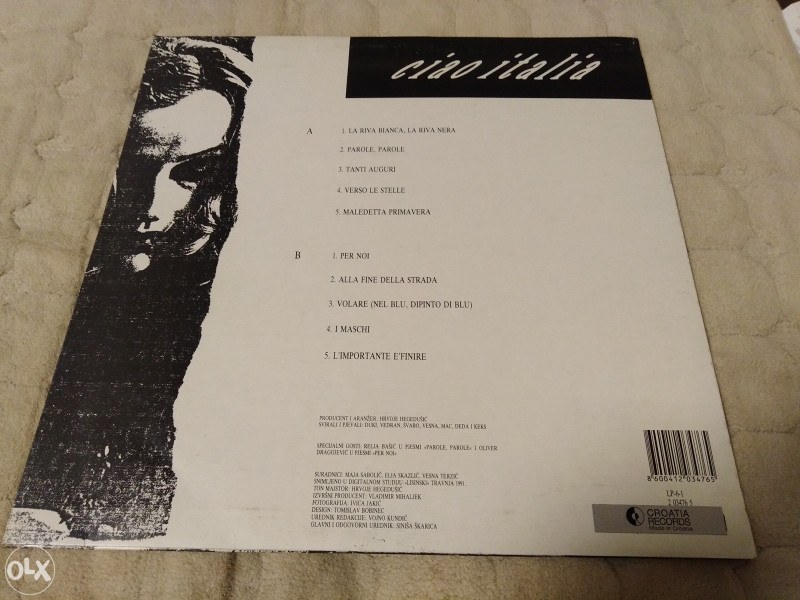 ciao italia
A
1. LA RIVA BIANCA, LA RIVA NERA
2. PAROLE, PAROLE
3. TANTI AUGURI
4. VERSO LE STELLE
5. MALEDETTA PRIMAVERA
B
1. PER NOI
2. ALLA FINE DELLA STRADA
3. VOLARE (NEL BLU, DIPINTO DI BLU)
4. I MASCHI
5. L'IMPORTANTE E'FINIRE
PRODUCENT I ARANŽER: HRVOJE HEGEDUŠIĆ
SVIRALI I PJEVALI: DUKI, VEDRAN, ŠVABO, VESNA, MAC, DEDA I KEKS
SPECIJALNI GOSTI: RELJA BAŠIĆ U PJESMI «PAROLE, PAROLE» I OLIVER
DRAGOJEVIĆ U PJESMI «PER NOI»
SURADNICI: MAJA SABOLIĆ, ELIA SKAZLIĆ, VESNA TERZIĆ
SNIMLJENO U DIGITALNOM STUDIJU «LISINSKI» TRAVNJA 1991.
TON MAJSTOR: HRVOJE HEGEDUŠIĆ
IZVRŠNI PRODUCENT: VLADIMIR MIHALJEK
FOTOGRAFIJA: IVICA JAKIĆ
DESIGN: TOMISLAV BOBINEC
UREDNIK REDAKCIJE: VOJNO KUNDIĆ
GLAVNI I ODGOVORNI UREDNIK: SINIŠA ŠKARICA
8 600412 034765
LP-6-1
2 03476 5
CROATIA
RECORDS
Made in Croatia
OLX